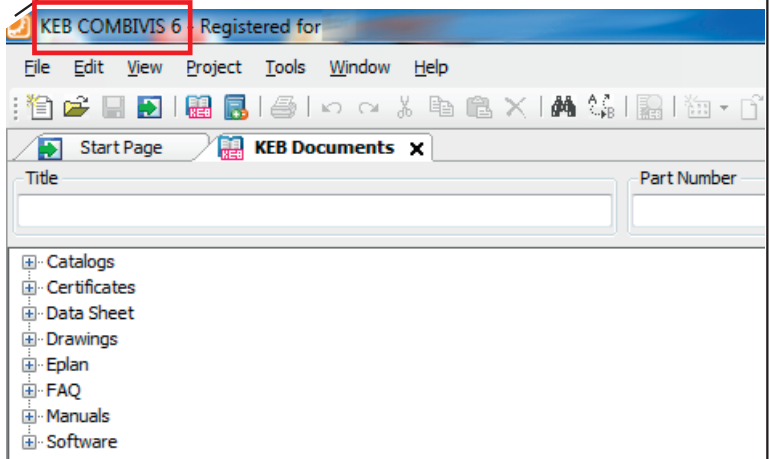 KEB COMBIVIS 6 - Registered for
File Edit View Project Tools Window Help
Start Page KEB Documents x
Title Part Number
Catalogs
Certificates
Data Sheet
Drawings
Eplan
FAQ
Manuals
Software